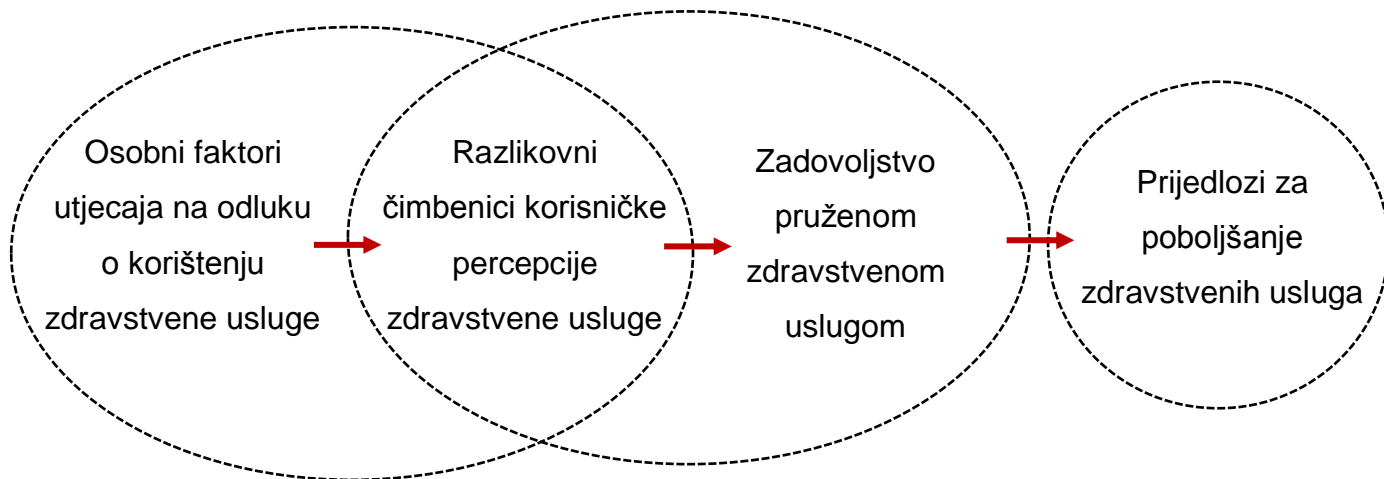 Osobni faktori
utjecaja na odluku
o korištenju
zdravstvene usluge
Razlikovni
čimbenici korisničke
percepcije
zdravstvene usluge
Zadovoljstvo
pruženom
zdravstvenom
uslugom
Prijedlozi za
poboljšanje
zdravstvenih usluga